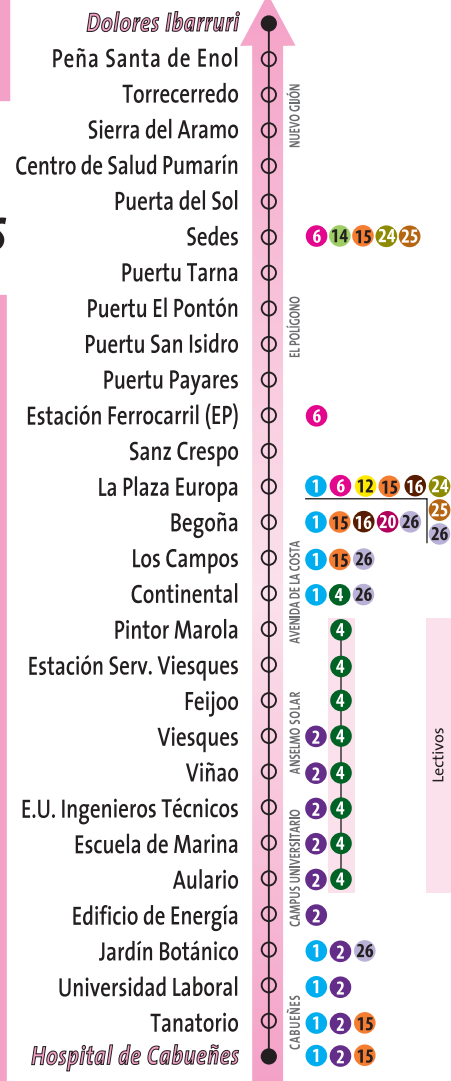 Dolores Ibarruri
Peña Santa de Enol
Torrecerredo
Sierra del Aramo
Centro de Salud Pumarín
Puerta del Sol
Sedes 6 14 15 24 25
Puertu Tarna
Puertu El Pontón
Puertu San Isidro
Puertu Payares
Estación Ferrocarril (EP) 6
Sanz Crespo
La Plaza Europa 1 6 12 15 16 24
25
26
Begoña 1 15 16 20 26
Los Campos 1 15 26
Continental 1 4 26
Pintor Marola 4
Estación Serv. Viesques 4
Feijoo 4
Viesques 2 4
Viñao 2 4
E.U. Ingenieros Técnicos 2 4
Escuela de Marina 2 4
Aulario 2 4
Edificio de Energía 2
Jardín Botánico 1 2 26
Universidad Laboral 1 2
Tanatorio 1 2 15
Hospital de Cabueñes 1 2 15
NUEVO GIJÓN
EL POLÍGONO
AVENIDA DE LA COSTA
ANSELMO SOLAR
CAMPUS UNIVERSITARIO
CABUEÑES
Lectivos